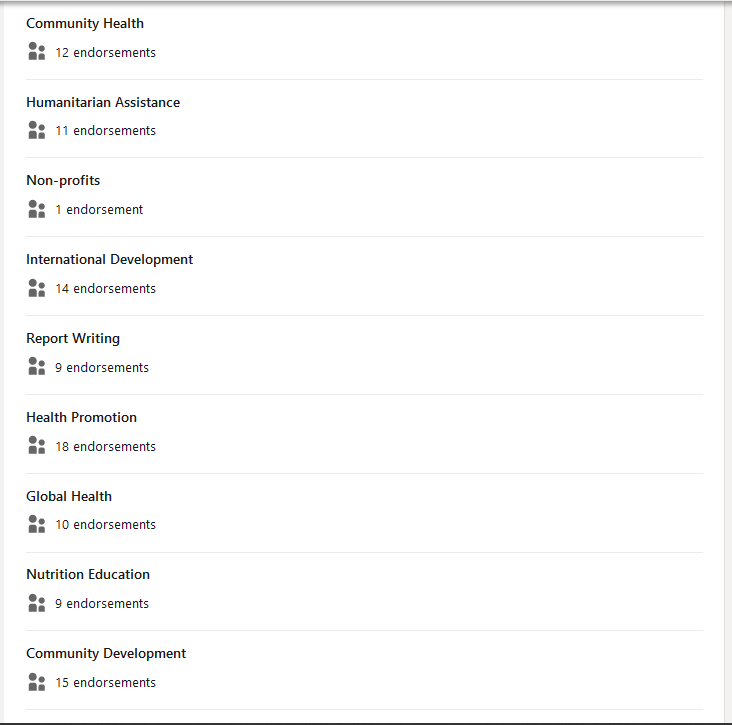 Community Health
12 endorsements
Humanitarian Assistance
11 endorsements
Non-profits
1 endorsement
International Development
14 endorsements
Report Writing
9 endorsements
Health Promotion
18 endorsements
Global Health
10 endorsements
Nutrition Education
9 endorsements
Community Development
15 endorsements